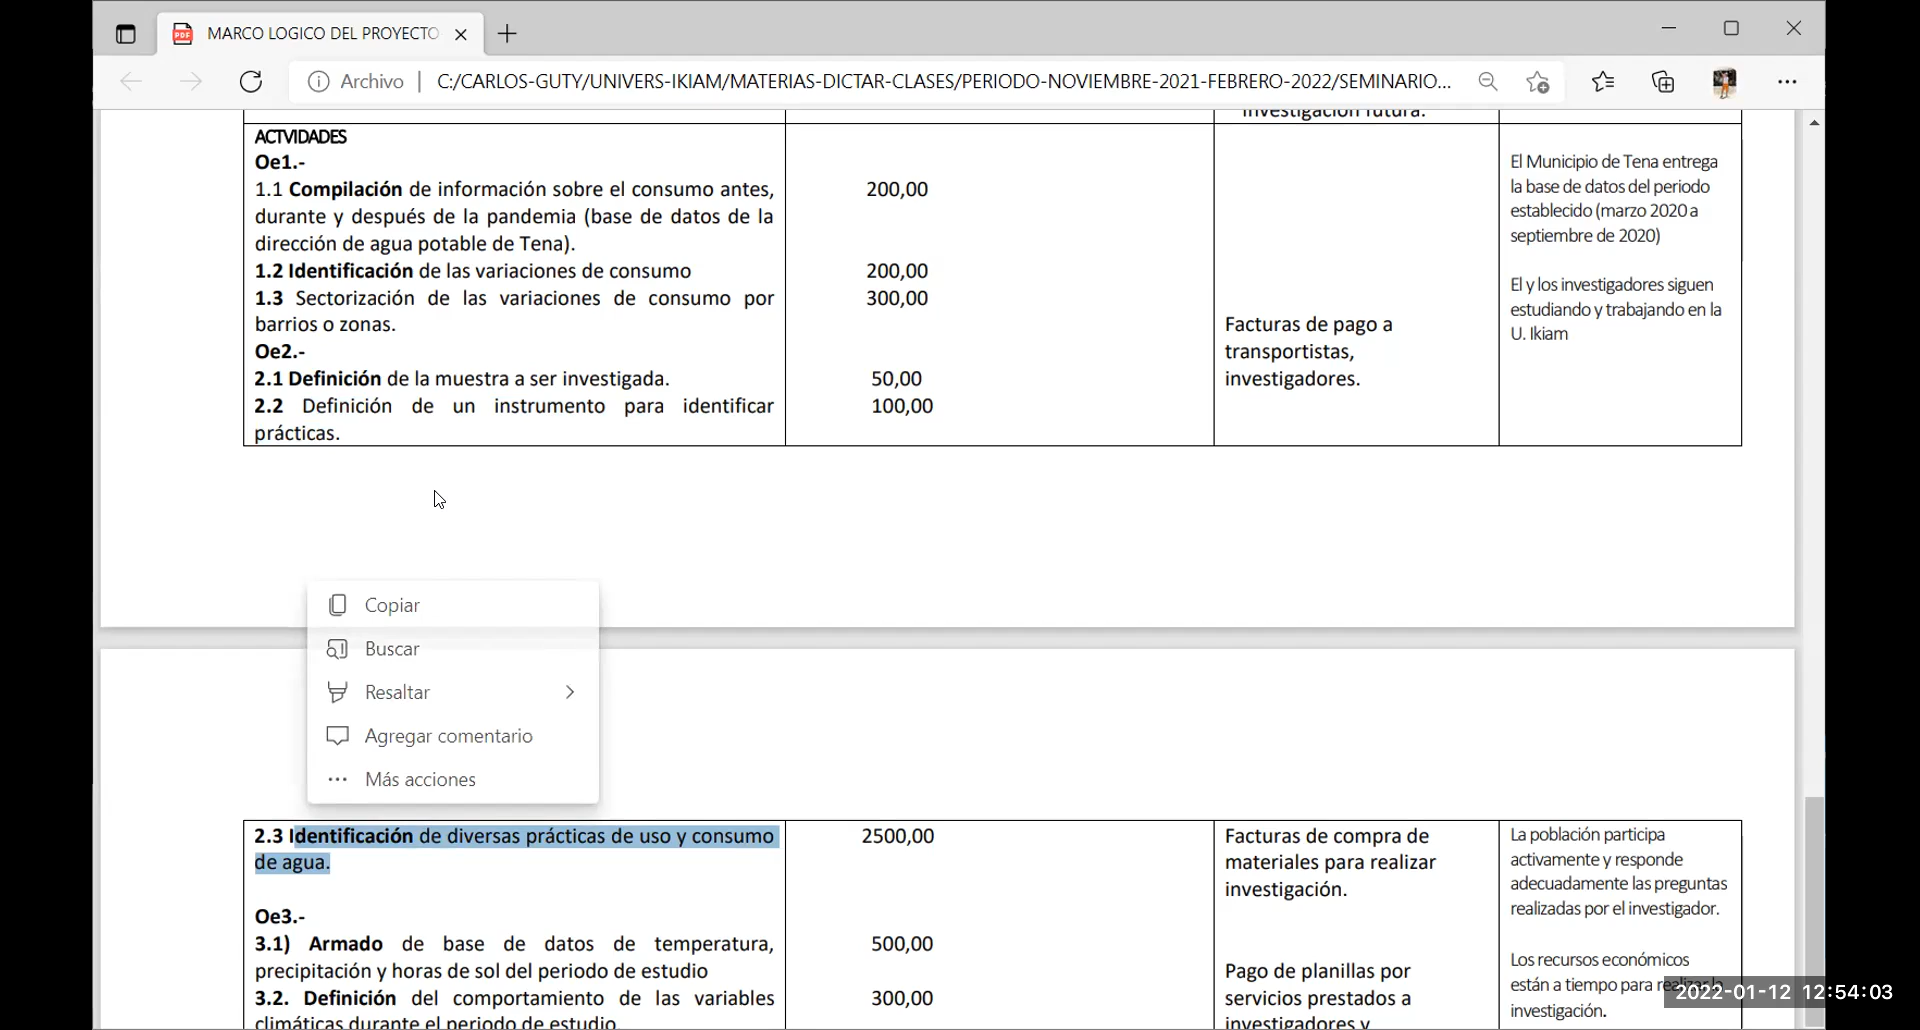 MARCO LOGICO DEL PROYECTO
Archivo | C:/CARLOS-GUTY/UNIVERS-IKIAM/MATERIAS-DICTAR-CLASES/PERIODO-NOVIEMBRE-2021-FEBRERO-2022/SEMINARIO...
investigación futura.
ACTVIDADES
Oe1.-
1.1 Compilación de información sobre el consumo antes,
durante y después de la pandemia (base de datos de la
dirección de agua potable de Tena).
1.2 Identificación de las variaciones de consumo
1.3 Sectorización de las variaciones de consumo por
barrios o zonas.
Oe2.-
2.1 Definición de la muestra a ser investigada.
2.2 Definición de un instrumento para identificar
prácticas.
200,00
200,00
300,00
50,00
100,00
Facturas de pago a
transportistas,
investigadores.
El Municipio de Tena entrega
la base de datos del periodo
establecido (marzo 2020 a
septiembre de 2020)
El y los investigadores siguen
estudiando y trabajando en la
U. Ikiam
Copiar
Buscar
Resaltar
Agregar comentario
Más acciones
2.3 Identificación de diversas prácticas de uso y consumo
de agua.
Oe3.-
3.1) Armado de base de datos de temperatura,
precipitación y horas de sol del periodo de estudio
3.2. Definición del comportamiento de las variables
climáticas durante el periodo de estudio.
2500,00
500,00
300,00
Facturas de compra de
materiales para realizar
investigación.
Pago de planillas por
servicios prestados a
investigadores y
La población participa
activamente y responde
adecuadamente las preguntas
realizadas por el investigador.
Los recursos económicos
están a tiempo para realizar la
investigación.
2022-01-12 12:54:03